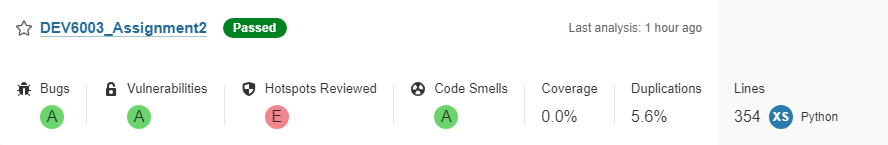 DEV6003_Assignment2 Passed Last analysis: 1 hour ago
Bugs Vulnerabilities Hotspots Reviewed Code Smells Coverage Duplications Lines
A A E A 0.0% 5.6% 354 XS Python